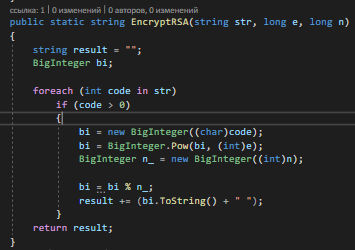 ссылка: 1 | 0 изменений | 0 авторов, 0 изменений
public static string EncryptRSA(string str, long e, long n)
{
    string result = "";
    BigInteger bi;

    foreach (int code in str)
        if (code > 0)
        {
            bi = new BigInteger((char)code);
            bi = BigInteger.Pow(bi, (int)e);
            BigInteger n_ = new BigInteger((int)n);

            bi = bi % n_;
            result += (bi.ToString() + " ");
        }
    return result;
}